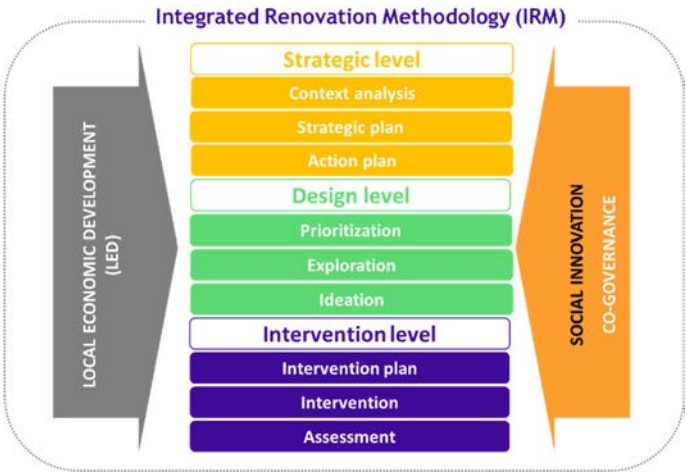 Integrated Renovation Methodology (IRM)
LOCAL ECONOMIC DEVELOPMENT
(LED)
Strategic level
Context analysis
Strategic plan
Action plan
Design level
Prioritization
Exploration
Ideation
Intervention level
Intervention plan
Intervention
Assessment
SOCIAL INNOVATION
CO-GOVERNANCE